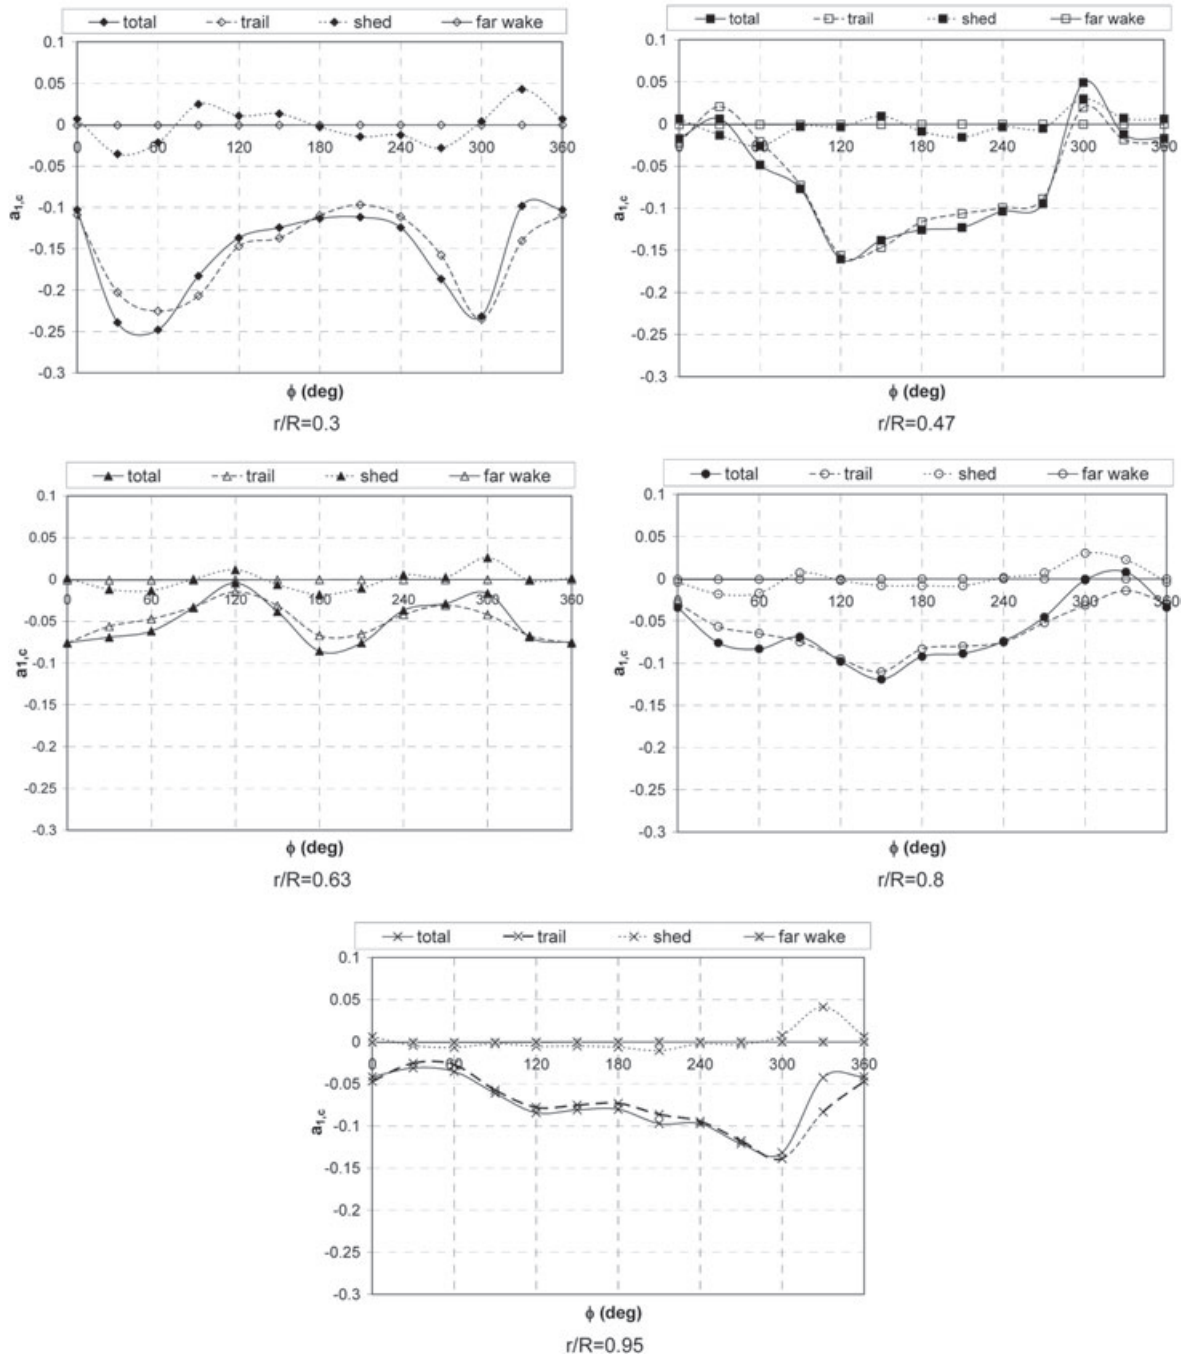 total trail shed far wake
0.1
0.05
0
-0.05
-0.1
-0.15
-0.2
-0.25
-0.3
0 60 120 180 240 300 360
a1,c
ϕ (deg)
r/R=0.3
total trail shed far wake
0.1
0.05
0
-0.05
-0.1
-0.15
-0.2
-0.25
-0.3
0 60 120 180 240 300 360
a1,c
ϕ (deg)
r/R=0.47
total trail shed far wake
0.1
0.05
0
-0.05
-0.1
-0.15
-0.2
-0.25
-0.3
0 60 120 180 240 300 360
a1,c
ϕ (deg)
r/R=0.63
total trail shed far wake
0.1
0.05
0
-0.05
-0.1
-0.15
-0.2
-0.25
-0.3
0 60 120 180 240 300 360
a1,c
ϕ (deg)
r/R=0.8
total trail shed far wake
0.1
0.05
0
-0.05
-0.1
-0.15
-0.2
-0.25
-0.3
0 60 120 180 240 300 360
a1,c
ϕ (deg)
r/R=0.95